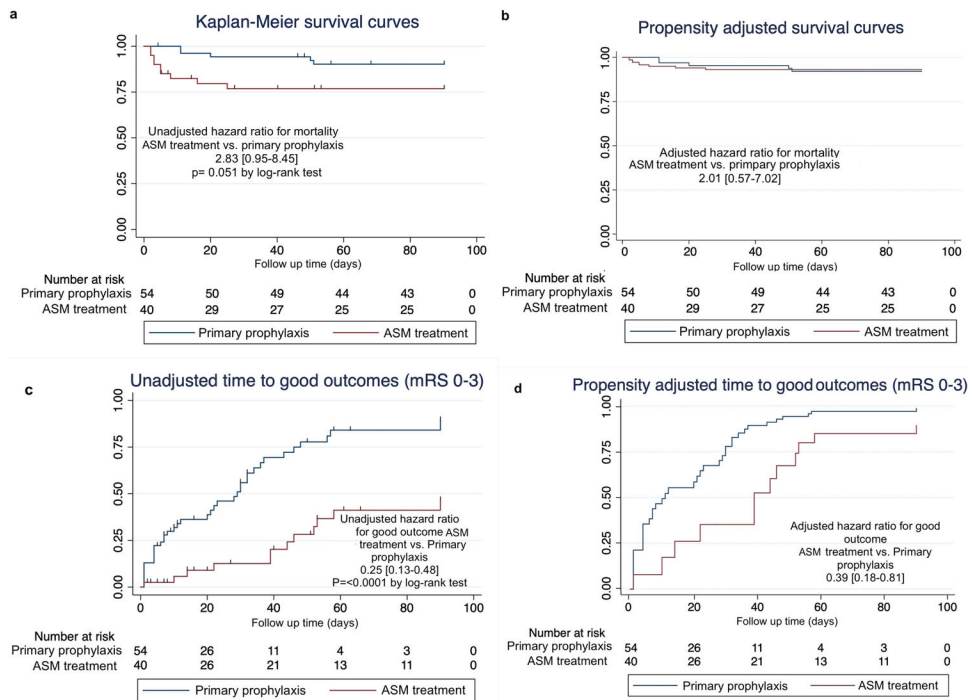 a
Kaplan-Meier survival curves
1.00
0.75
0.50
0.25
0.00
Unadjusted hazard ratio for mortality
ASM treatment vs. primary prophylaxis
2.83 [0.95-8.45]
p= 0.051 by log-rank test
0 20 40 60 80 100
Follow up time (days)
Number at risk
Primary prophylaxis 54 50 49 44 43 0
ASM treatment 40 29 27 25 25 0
Primary prophylaxis ASM treatment
b
Propensity adjusted survival curves
1.00
0.75
0.50
0.25
0.00
Adjusted hazard ratio for mortality
ASM treatment vs. primpary prophylaxis
2.01 [0.57-7.02]
0 20 40 60 80 100
Follow up time (days)
Number at risk
Primary prophylaxis 54 50 49 44 43 0
ASM treatment 40 29 27 25 25 0
Primary prophylaxis ASM treatment
c
Unadjusted time to good outcomes (mRS 0-3)
1.00
0.75
0.50
0.25
0.00
Unadjusted hazard ratio
for good outcome ASM
treatment vs. Primary
prophylaxis
0.25 [0.13-0.48]
P=<0.0001 by log-rank test
0 20 40 60 80 100
Follow up time (days)
Number at risk
Primary prophylaxis 54 26 11 4 3 0
ASM treatment 40 26 21 13 11 0
Primary prophylaxis ASM treatment
d
Propensity adjusted time to good outcomes (mRS 0-3)
1.00
0.75
0.50
0.25
0.00
Adjusted hazard ratio for good
outcome
ASM treatment vs. Primary
prophylaxis
0.39 [0.18-0.81]
0 20 40 60 80 100
Follow up time (days)
Number at risk
Primary prophylaxis 54 26 11 4 3 0
ASM treatment 40 26 21 13 11 0
Primary prophylaxis ASM treatment